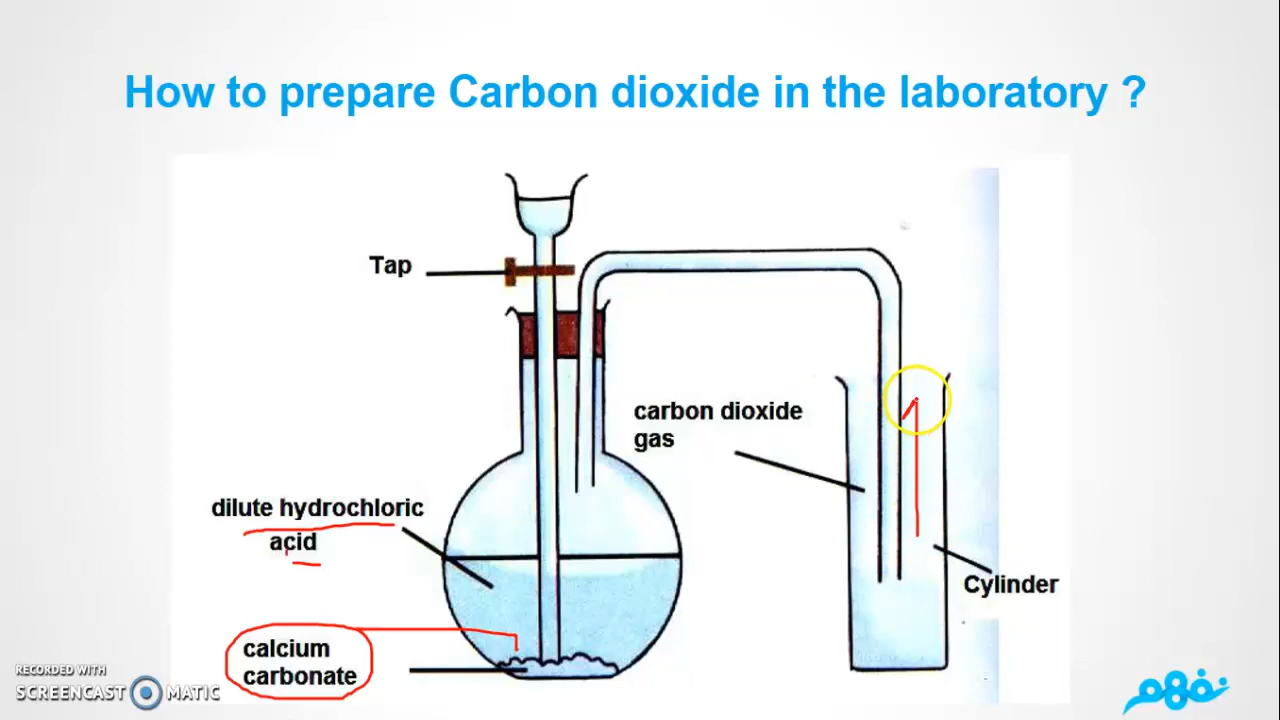 How to prepare Carbon dioxide in the laboratory ?
Tap
carbon dioxide
gas
dilute hydrochloric
acid
Cylinder
calcium
carbonate
RECORDED WITH
SCREENCAST MATIC
نفهم